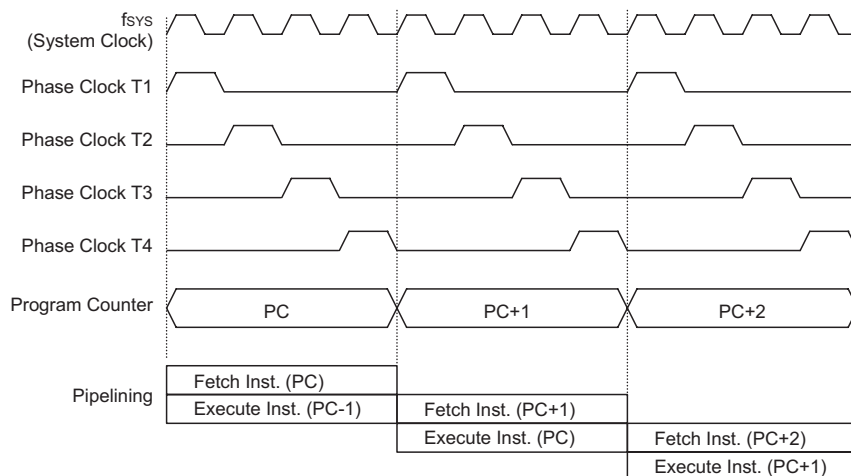 fSYS
(System Clock)
Phase Clock T1
Phase Clock T2
Phase Clock T3
Phase Clock T4
Program Counter
PC
PC+1
PC+2
Pipelining
Fetch Inst. (PC)
Execute Inst. (PC-1)
Fetch Inst. (PC+1)
Execute Inst. (PC)
Fetch Inst. (PC+2)
Execute Inst. (PC+1)